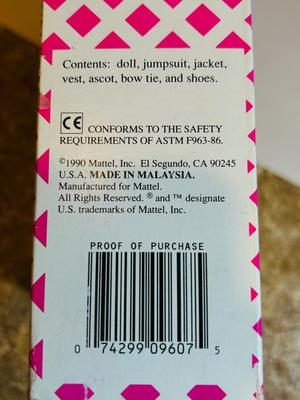 Contents: doll, jumpsuit, jacket,
vest, ascot, bow tie, and shoes.
CE CONFORMS TO THE SAFETY
REQUIREMENTS OF ASTM F963-86.
©1990 Mattel, Inc. El Segundo, CA 90245
U.S.A. MADE IN MALAYSIA.
Manufactured for Mattel.
All Rights Reserved. ® and ™ designate
U.S. trademarks of Mattel, Inc.
PROOF OF PURCHASE
0 74299 09607 5